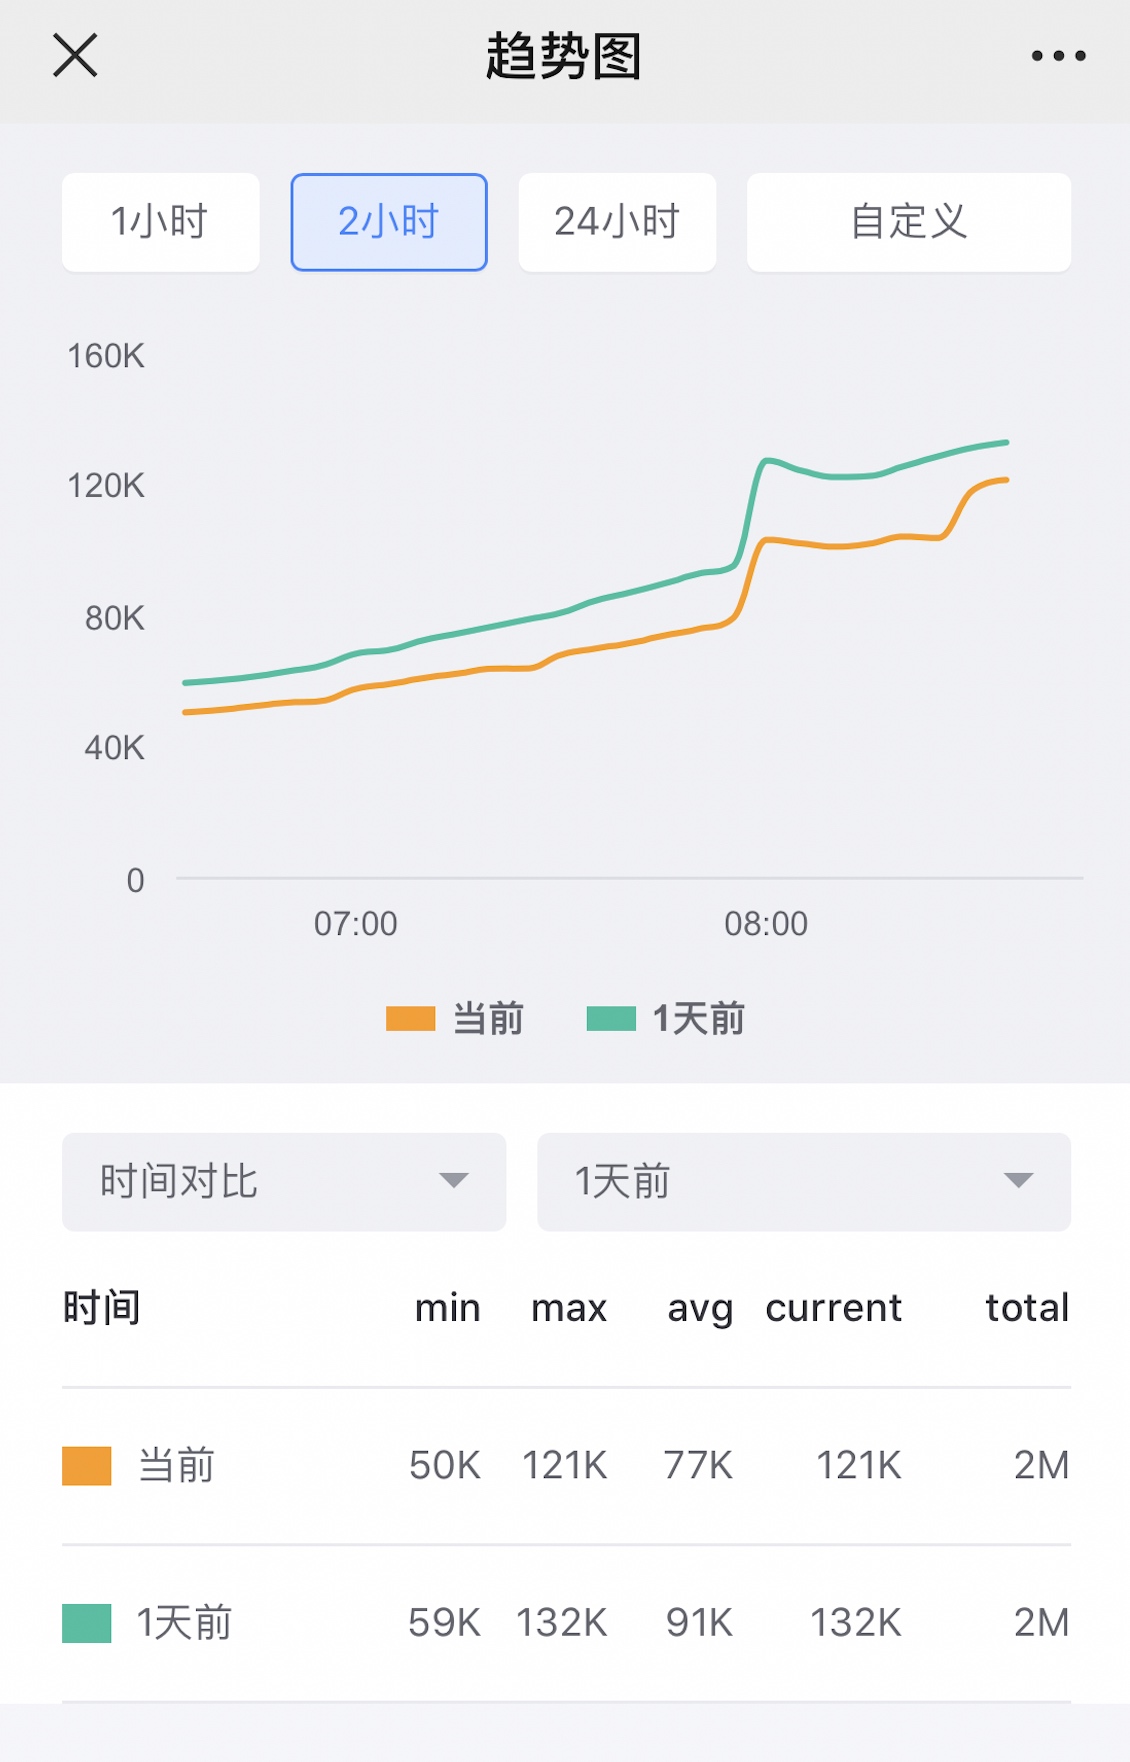 趋势图
1小时 2小时 24小时 自定义
160K
120K
80K
40K
0
07:00 08:00
当前 1天前
时间对比 1天前
时间 min max avg current total
当前 50K 121K 77K 121K 2M
1天前 59K 132K 91K 132K 2M